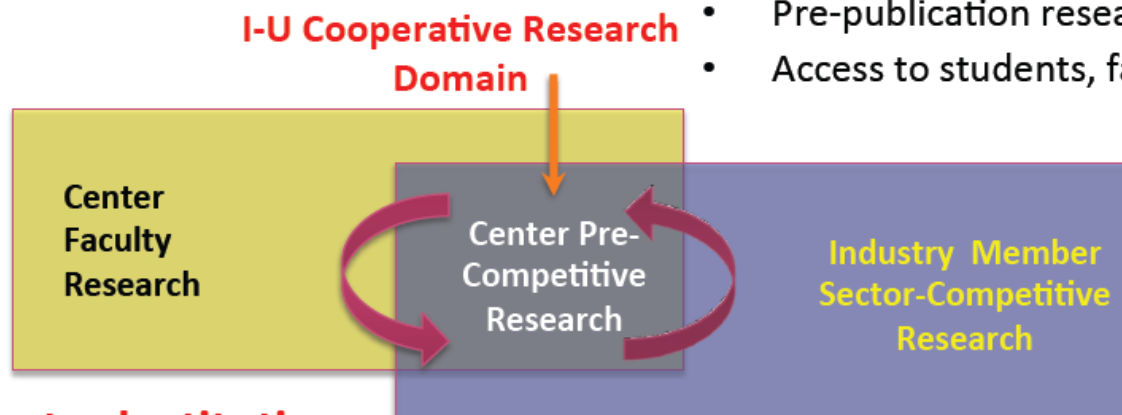 I-U Cooperative Research
Domain
• Pre-publication
• Access to students,
Center
Faculty
Research
Center Pre-
Competitive
Research
Industry Member
Sector-Competitive
Research